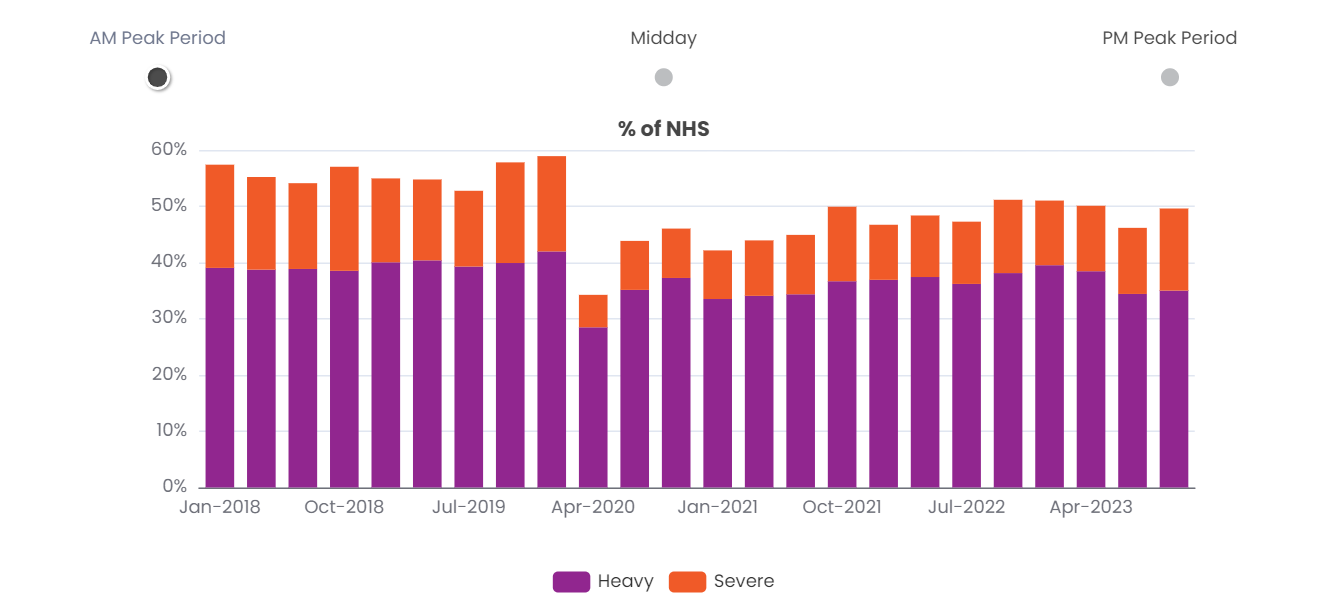 AM Peak Period Midday PM Peak Period
% of NHS
60%
50%
40%
30%
20%
10%
0%
Jan-2018 Oct-2018 Jul-2019 Apr-2020 Jan-2021 Oct-2021 Jul-2022 Apr-2023
Heavy Severe